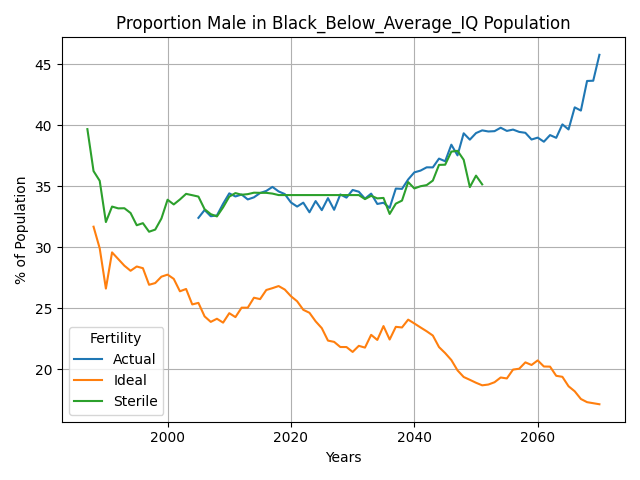 Proportion Male in Black_Below_Average_IQ Population
% of Population
45
40
35
30
25
20
Fertility
Actual
Ideal
Sterile
2000
2020
2040
2060
Years